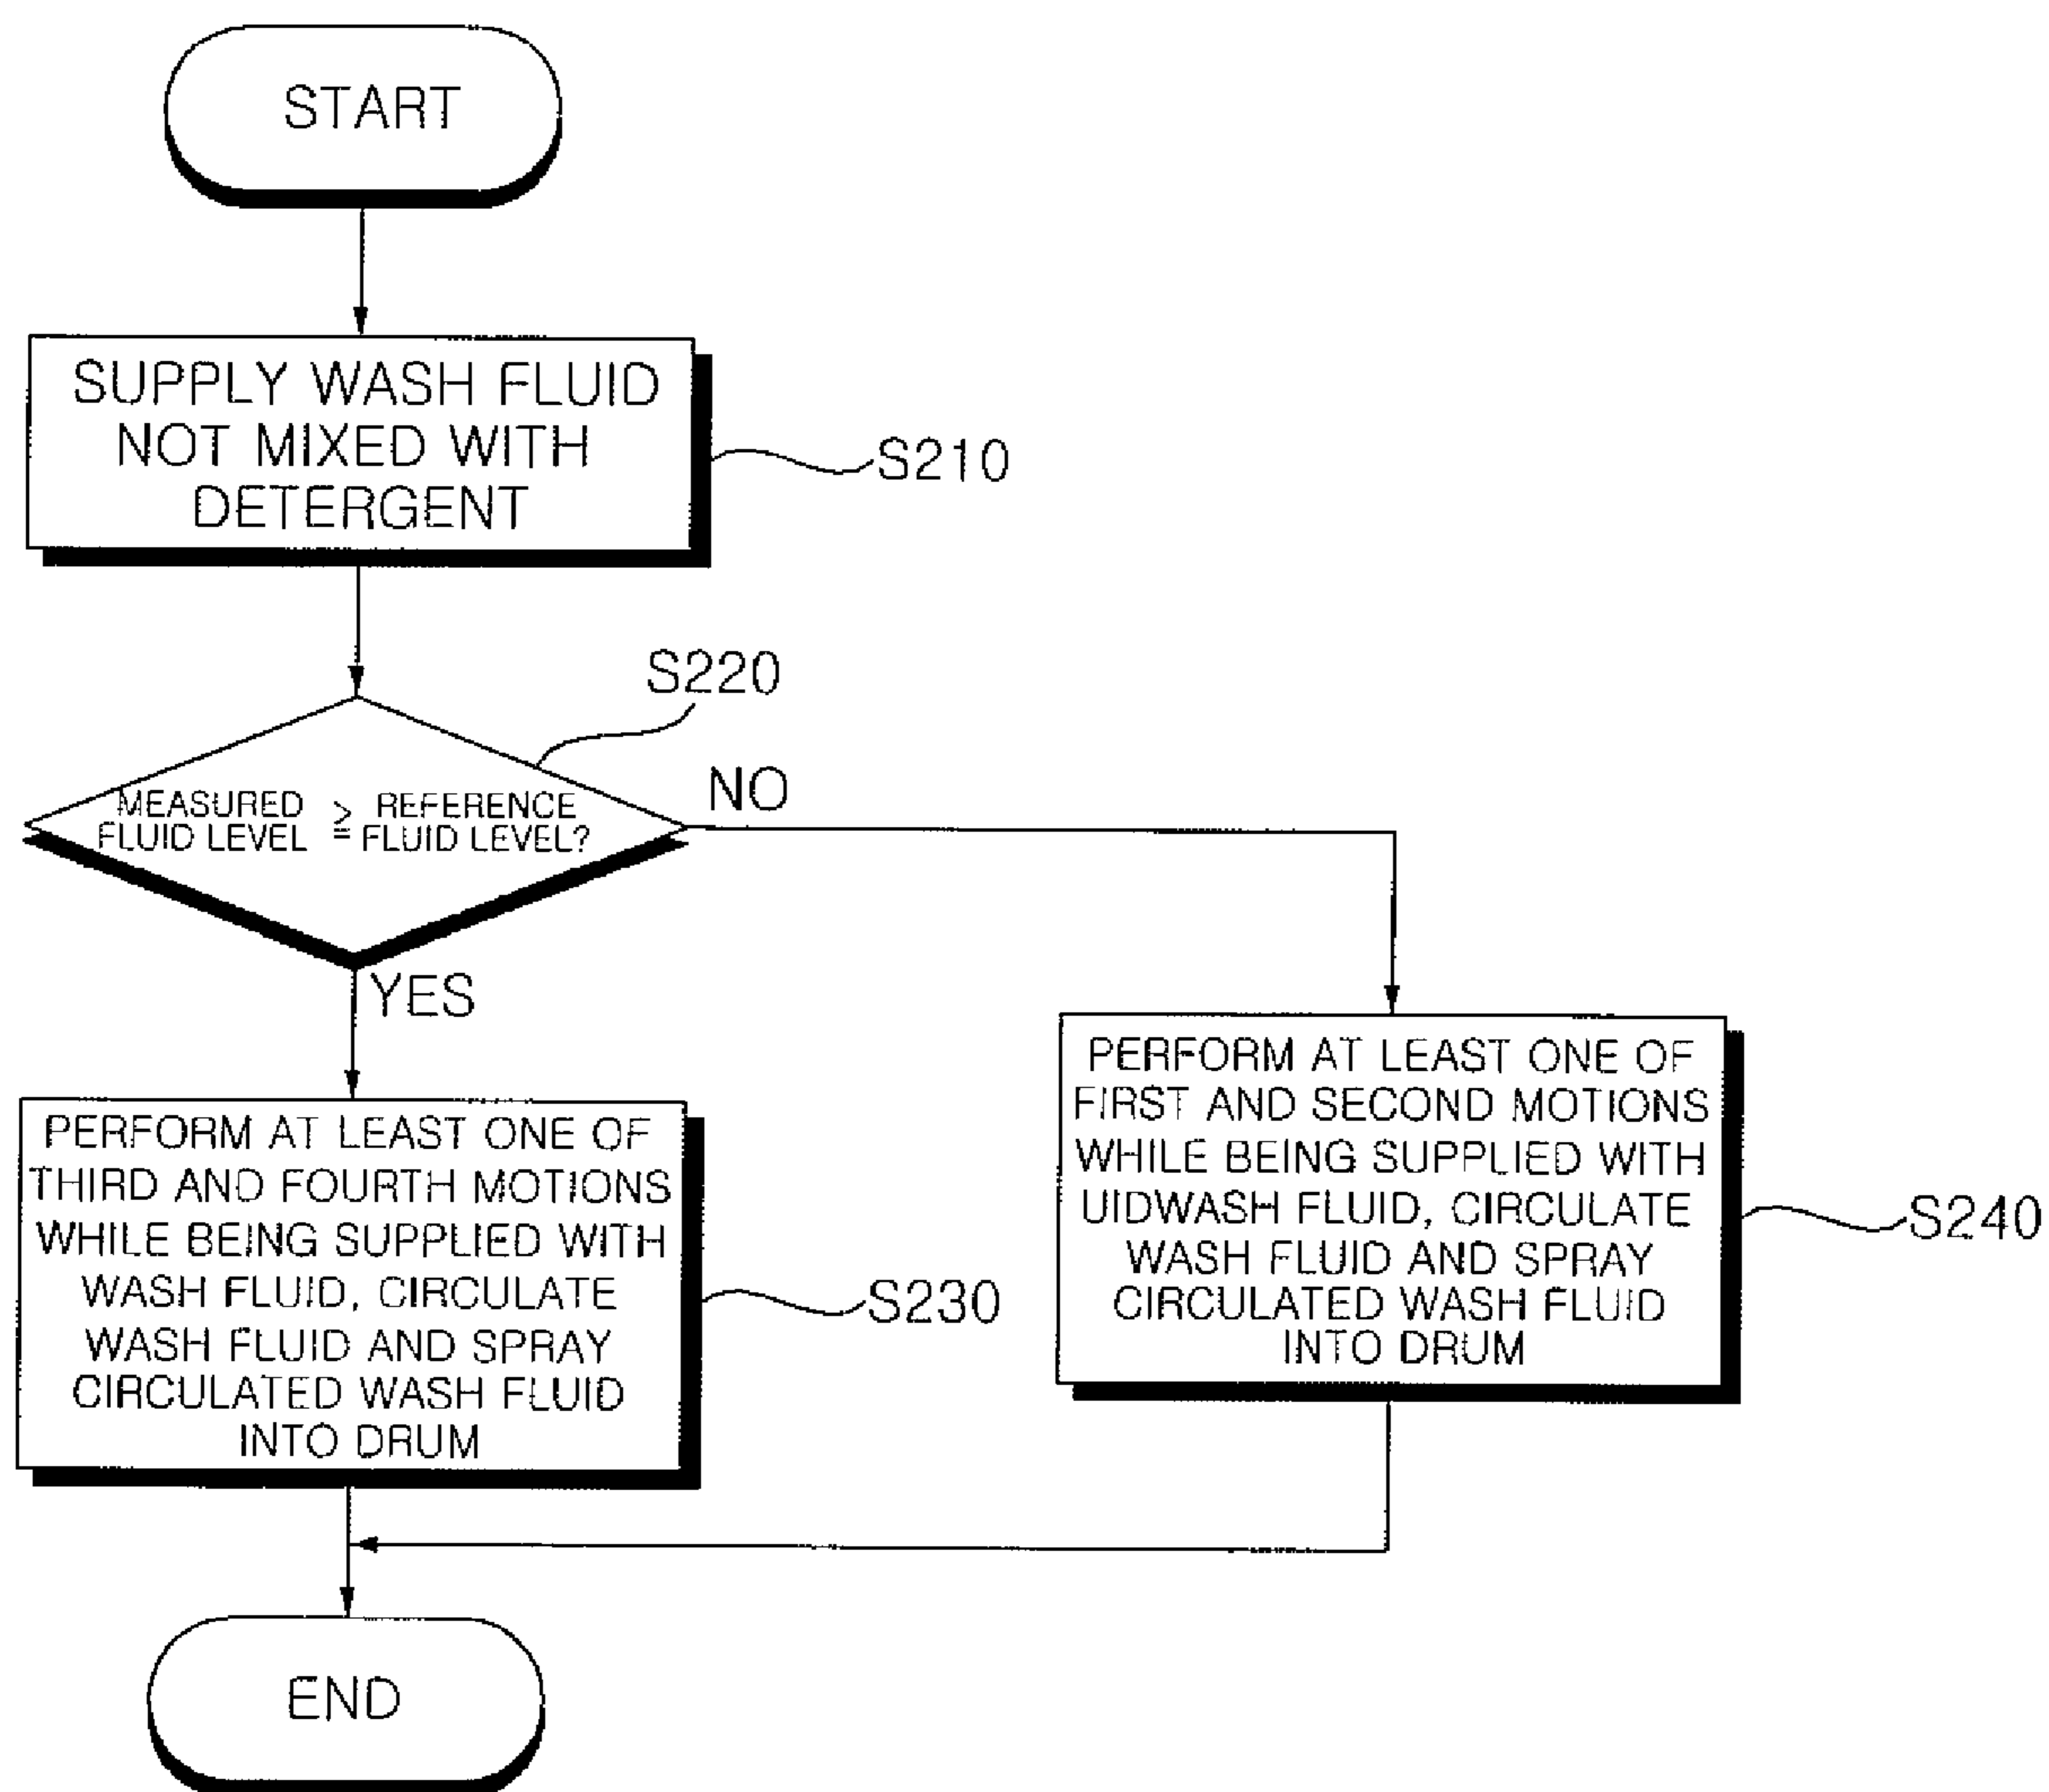 START
SUPPLY WASH FLUID
NOT MIXED WITH
DETERGENT
S210
S220
MEASURED ≥ REFERENCE
FLUID LEVEL FLUID LEVEL?
NO
YES
PERFORM AT LEAST ONE OF
THIRD AND FOURTH MOTIONS
WHILE BEING SUPPLIED WITH
WASH FLUID, CIRCULATE
WASH FLUID AND SPRAY
CIRCULATED WASH FLUID
INTO DRUM
S230
PERFORM AT LEAST ONE OF
FIRST AND SECOND MOTIONS
WHILE BEING SUPPLIED WITH
UIDWASH FLUID, CIRCULATE
WASH FLUID AND SPRAY
CIRCULATED WASH FLUID
INTO DRUM
S240
END